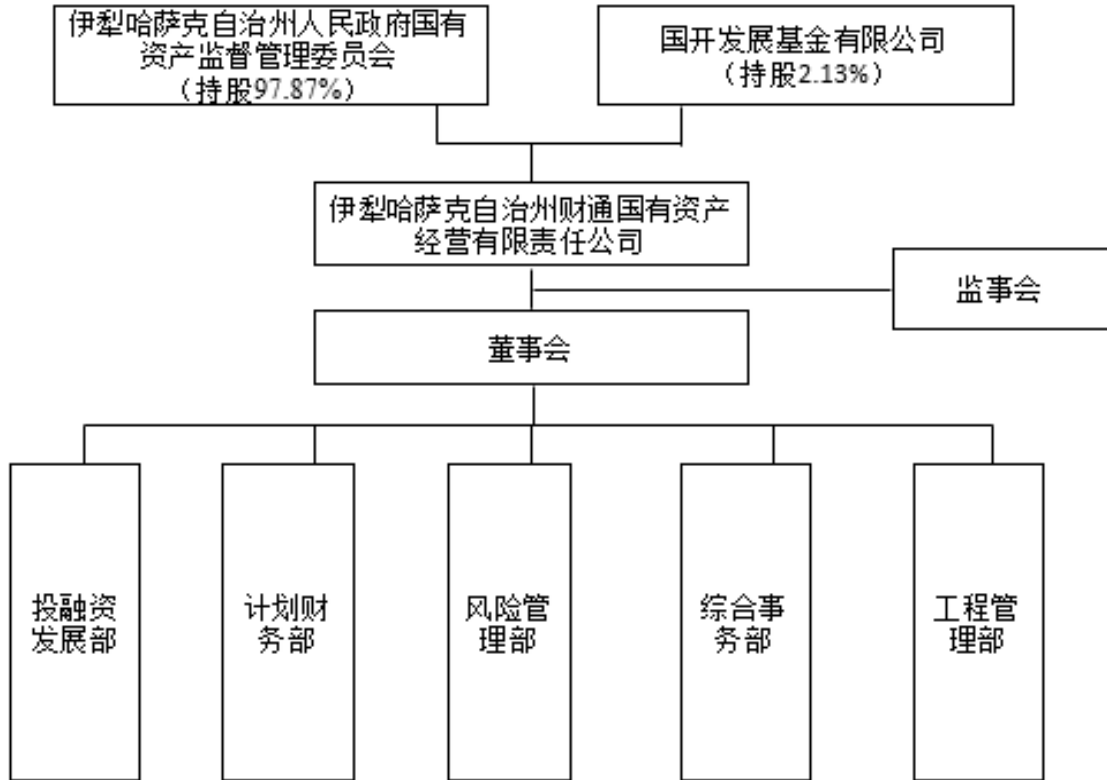 伊犁哈萨克自治州人民政府国有
资产监督管理委员会
（持股97.87%）
国开发展基金有限公司
（持股2.13%）
伊犁哈萨克自治州财通国有资产
经营有限责任公司
监事会
董事会
投融资
发展部
计划财
务部
风险管
理部
综合事
务部
工程管
理部